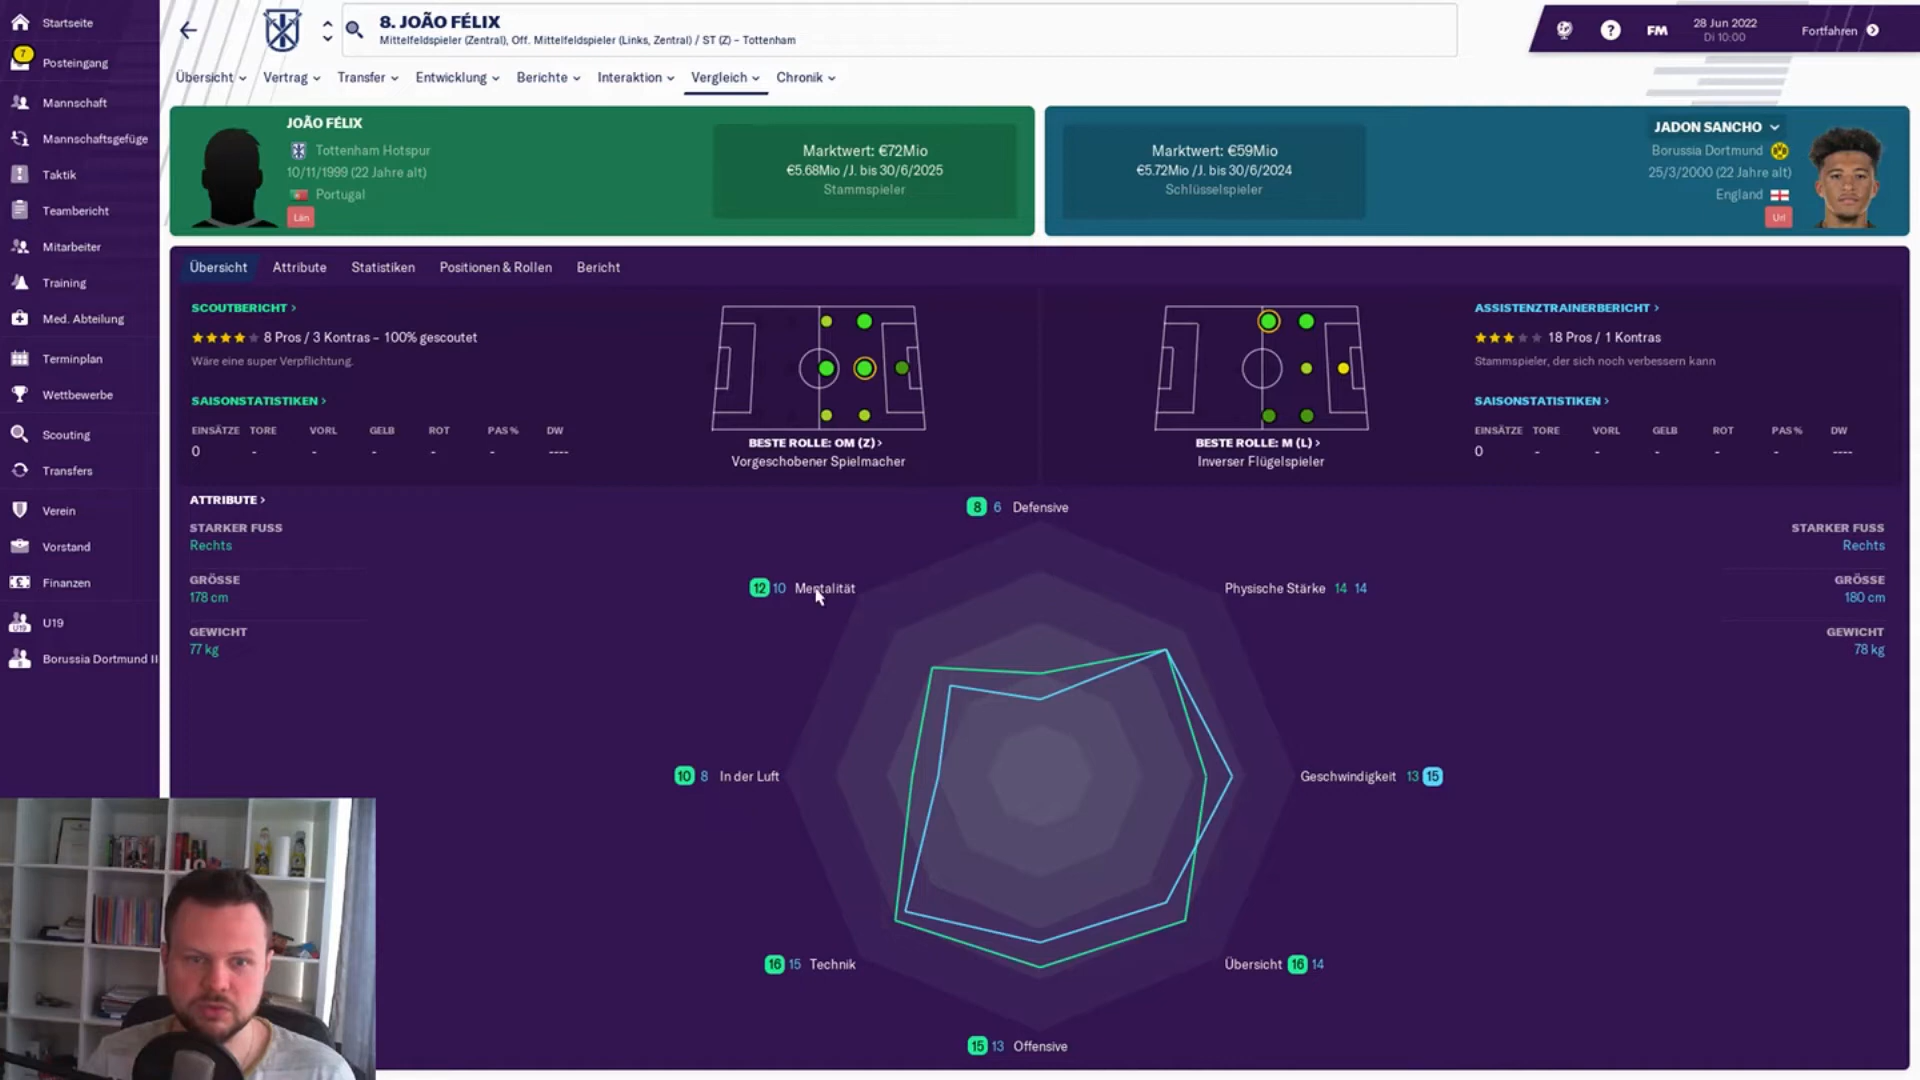 Startseite
7
Posteingang
Mannschaft
Mannschaftsgefüge
Taktik
Teambericht
Mitarbeiter
Training
Med. Abteilung
Terminplan
Wettbewerbe
Scouting
Transfers
Verein
Vorstand
Finanzen
U19
U19
Borussia Dortmund II
8. JOÃO FÉLIX
Mittelfeldspieler (Zentral), Off. Mittelfeldspieler (Links, Zentral) / ST (Z) – Tottenham
? FM
28 Jun 2022
Di 10:00
Fortfahren
Übersicht Vertrag Transfer Entwicklung Berichte Interaktion Vergleich Chronik
JOÃO FÉLIX
Tottenham Hotspur
10/11/1999 (22 Jahre alt)
Portugal
Län
Marktwert: €72Mio
€5.68Mio /J. bis 30/6/2025
Stammspieler
Marktwert: €59Mio
€5.72Mio /J. bis 30/6/2024
Schlüsselspieler
JADON SANCHO
Borussia Dortmund
25/3/2000 (22 Jahre alt)
England
Url
Übersicht Attribute Statistiken Positionen & Rollen Bericht
SCOUTBERICHT >
8 Pros / 3 Kontras – 100% gescoutet
Wäre eine super Verpflichtung.
SAISONSTATISTIKEN >
EINSÄTZE TORE VORL GELB ROT PAS % DW
0 - - - - - ----
BESTE ROLLE: OM (Z) >
Vorgeschobener Spielmacher
BESTE ROLLE: M (L) >
Inverser Flügelspieler
ASSISTENZTRAINERBERICHT >
18 Pros / 1 Kontras
Stammspieler, der sich noch verbessern kann
SAISONSTATISTIKEN >
EINSÄTZE TORE VORL GELB ROT PAS % DW
0 - - - - - ----
ATTRIBUTE >
STARKER FUSS
Rechts
GRÖSSE
178 cm
GEWICHT
77 kg
8 6 Defensive
12 10 Mentalität
Physische Stärke 14 14
10 8 In der Luft
Geschwindigkeit 13 15
16 15 Technik
Übersicht 16 14
15 13 Offensive
STARKER FUSS
Rechts
GRÖSSE
180 cm
GEWICHT
78 kg